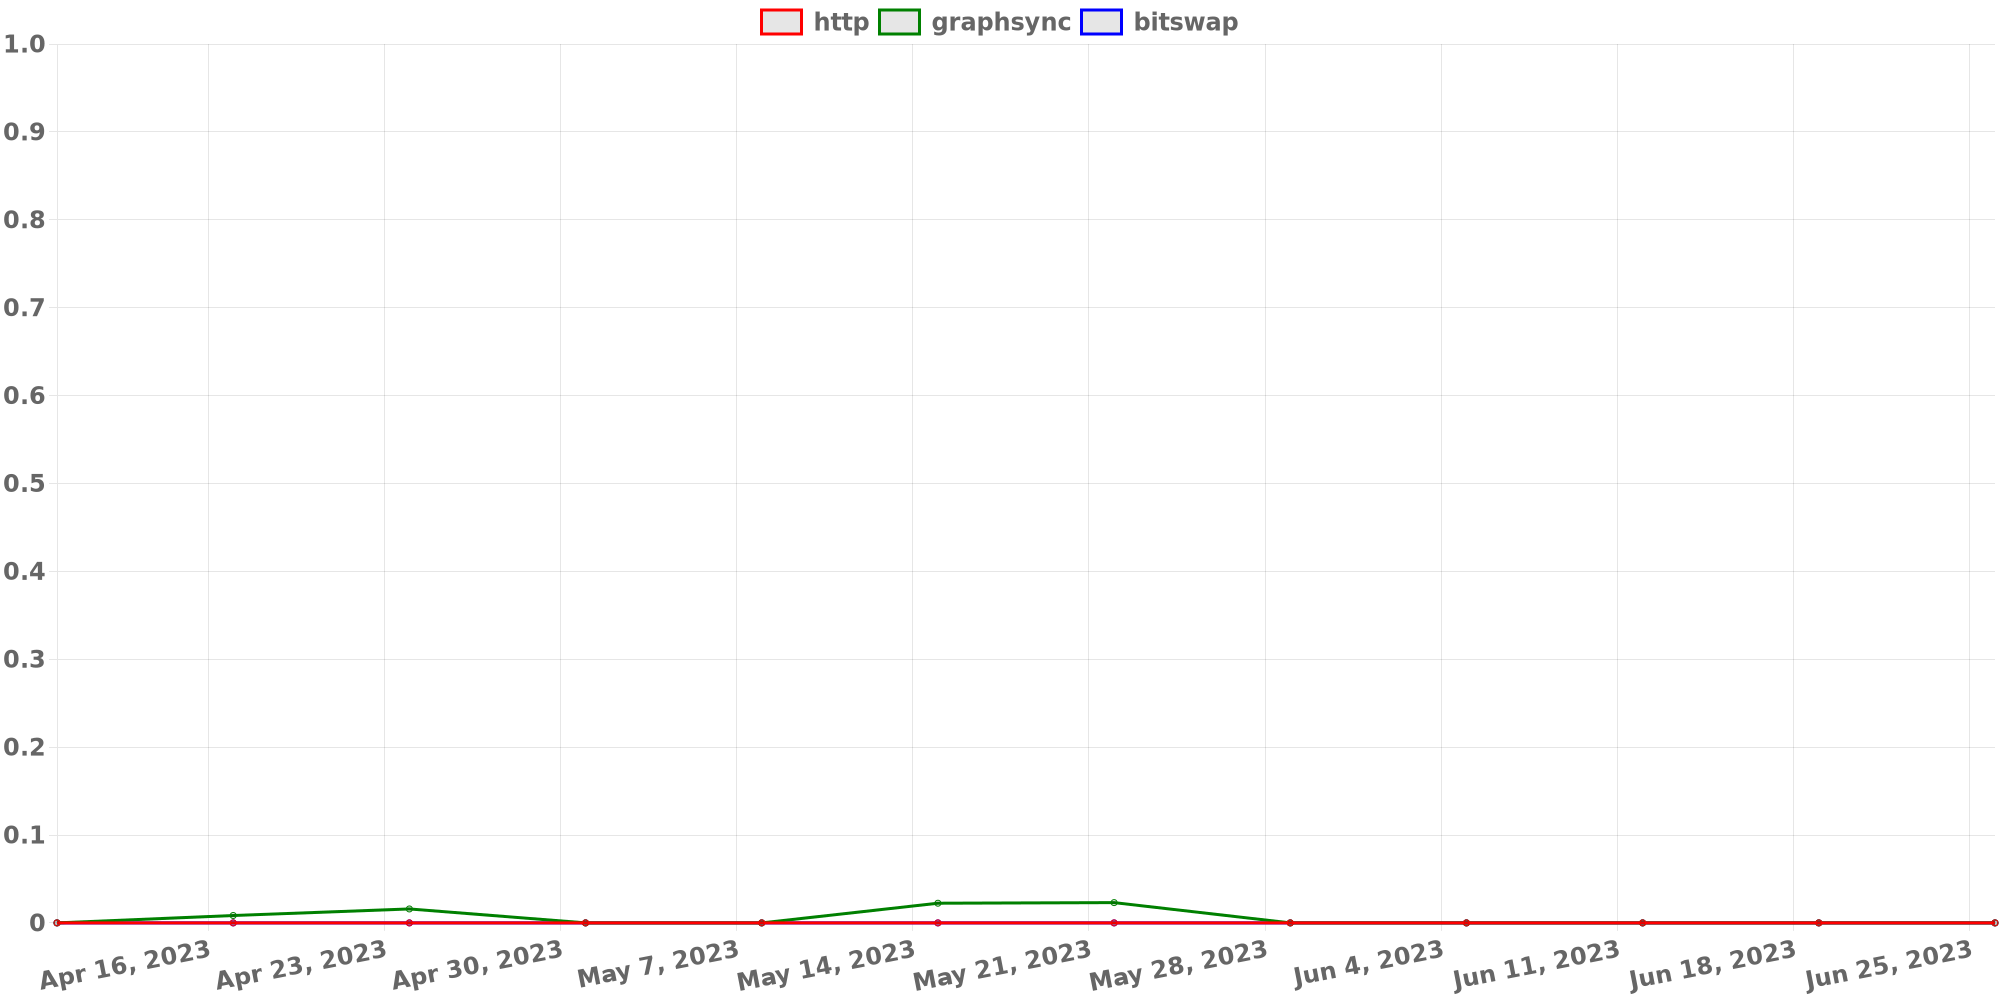 http graphsync bitswap
1.0
0.9
0.8
0.7
0.6
0.5
0.4
0.3
0.2
0.1
0
Apr 16, 2023
Apr 23, 2023
Apr 30, 2023
May 7, 2023
May 14, 2023
May 21, 2023
May 28, 2023
Jun 4, 2023
Jun 11, 2023
Jun 18, 2023
Jun 25, 2023